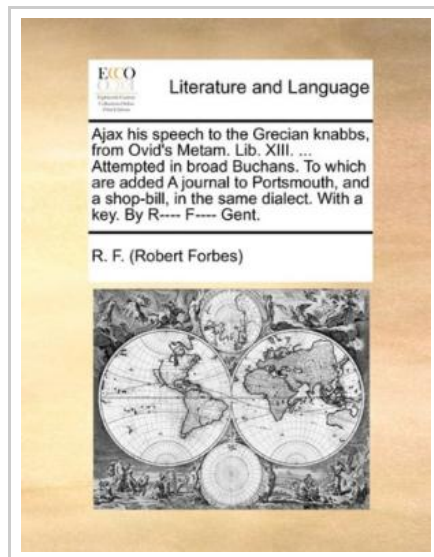 ECCO
Literature and Language
Ajax his speech to the Grecian knabbs,
from Ovid's Metam. Lib. XIII. ...
Attempted in broad Buchans. To which
are added A journal to Portsmouth, and
a shop-bill, in the same dialect. With a
key. By R---- F---- Gent.
R. F. (Robert Forbes)